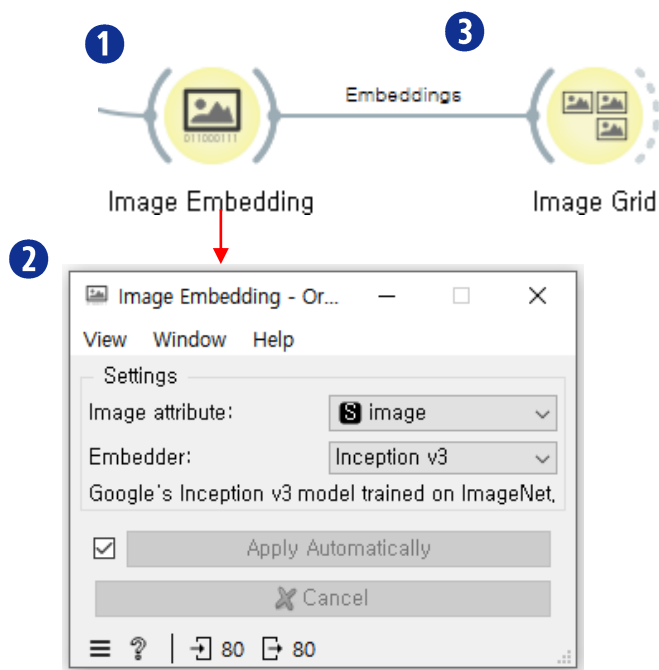 1
3
Embeddings
011000111
Image Embedding
Image Grid
2
Image Embedding - Or...
View Window Help
Settings
Image attribute: S image
Embedder: Inception v3
Google's Inception v3 model trained on ImageNet.
Apply Automatically
Cancel
? 80 80